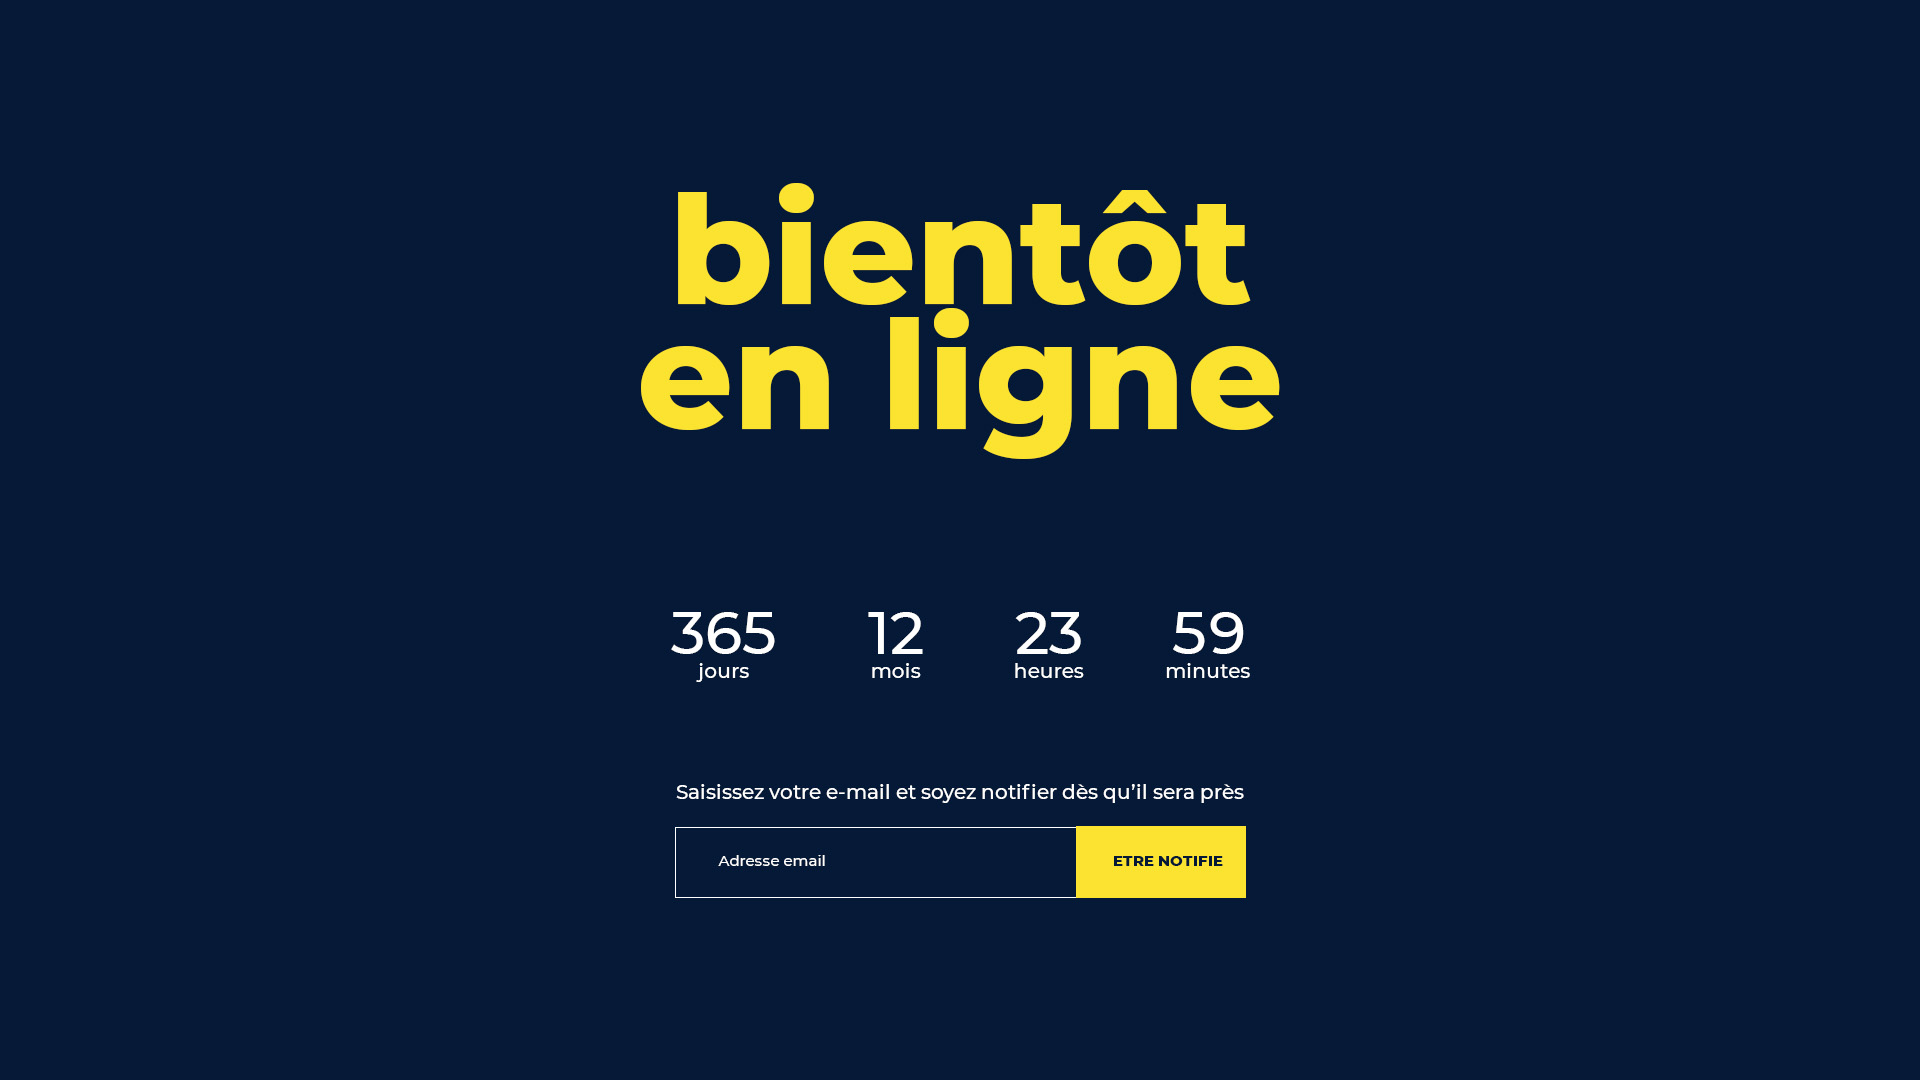 bientôt
en ligne
365 12 23 59
jours mois heures minutes
Saisissez votre e-mail et soyez notifier dès qu’il sera près
Adresse email ETRE NOTIFIE